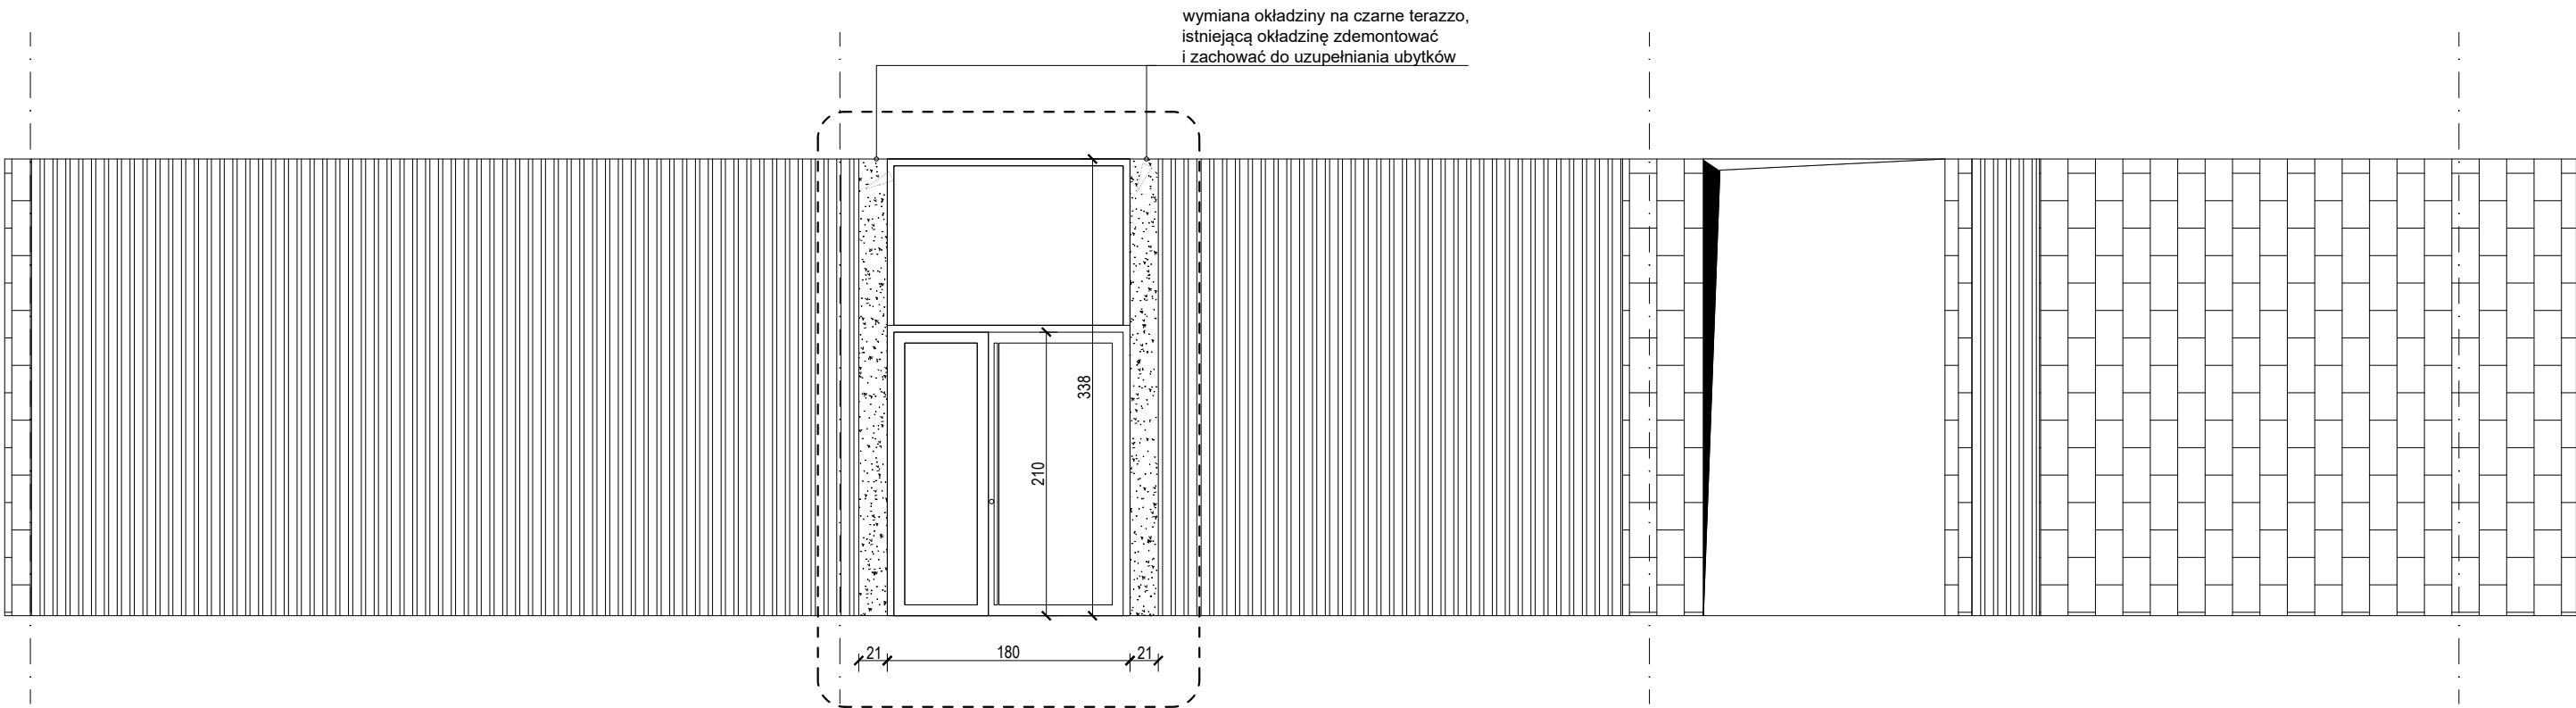 wymiana okładziny na czarne terazzo,
istniejącą okładzinę zdemontować
i zachować do uzupełniania ubytków
338
210
21
180
21